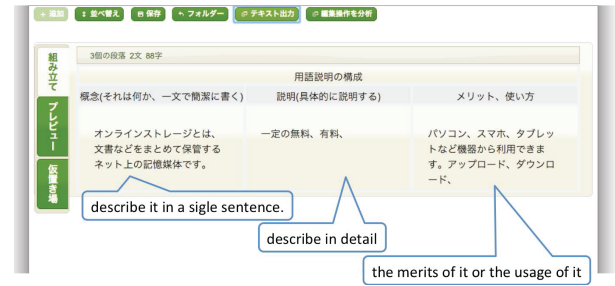 + 追加 ↕ 並べ替え 保存 フォルダー テキスト出力 編集操作を分析
組み立て
プレビュー
仮置き場
3個の段落 2文 88字
用語説明の構成
概念(それは何か、一文で簡潔に書く) 説明(具体的に説明する) メリット、使い方
オンラインストレージとは、
文書などをまとめて保管する
ネット上の記憶媒体です。
一定の無料、有料、
パソコン、スマホ、タブレッ
トなど機器から利用できま
す。アップロード、ダウンロ
ード、
describe it in a sigle sentence.
describe in detail
the merits of it or the usage of it